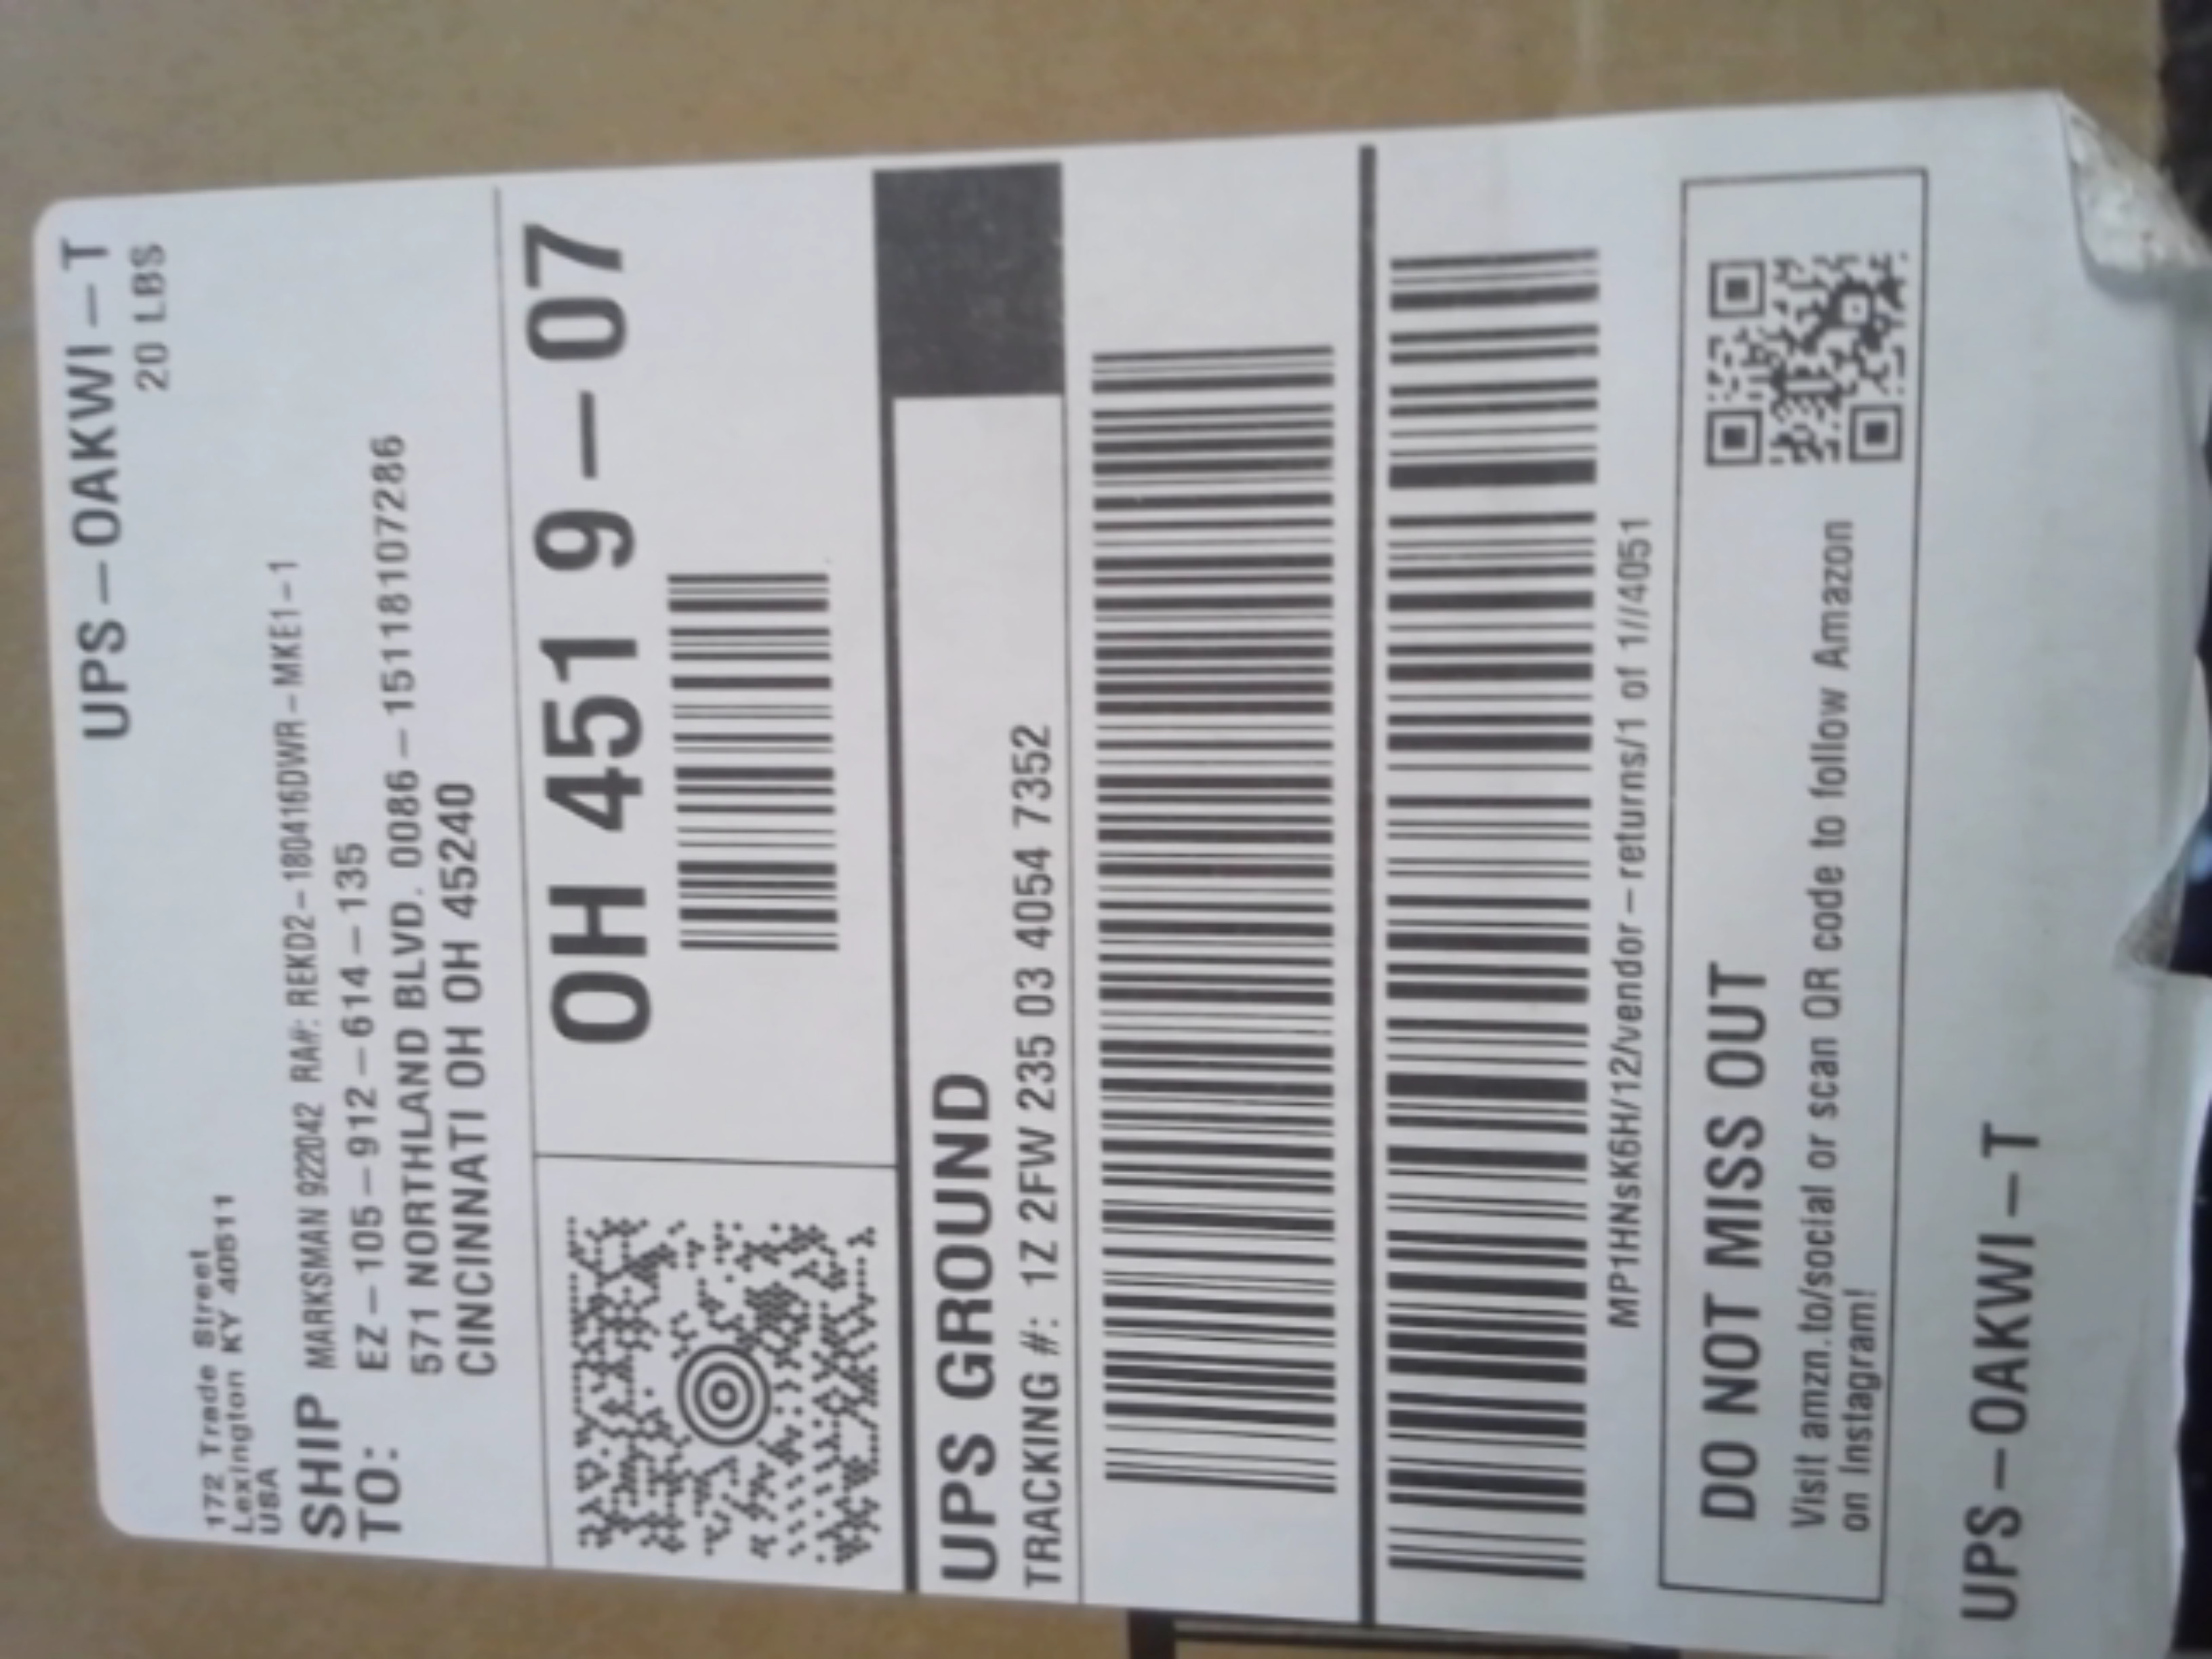 UPS-OAKWI-T
20 LBS
172 Trade Street
Lexington KY 40511
USA
SHIP TO:
MARKSMAN 922042 RA#: REKD2-180416DWR-MKE1-1
EZ-105-912-614-135
571 NORTHLAND BLVD. 0086-15118107286
CINCINNATI OH OH 45240
OH 451 9-07
UPS GROUND
TRACKING #: 1Z 2FW 235 03 4054 7352
MP1HNsK6H/12/vendor-returns/1 of 1//4051
DO NOT MISS OUT
Visit amzn.to/social or scan QR code to follow Amazon
on Instagram!
UPS-OAKWI-T